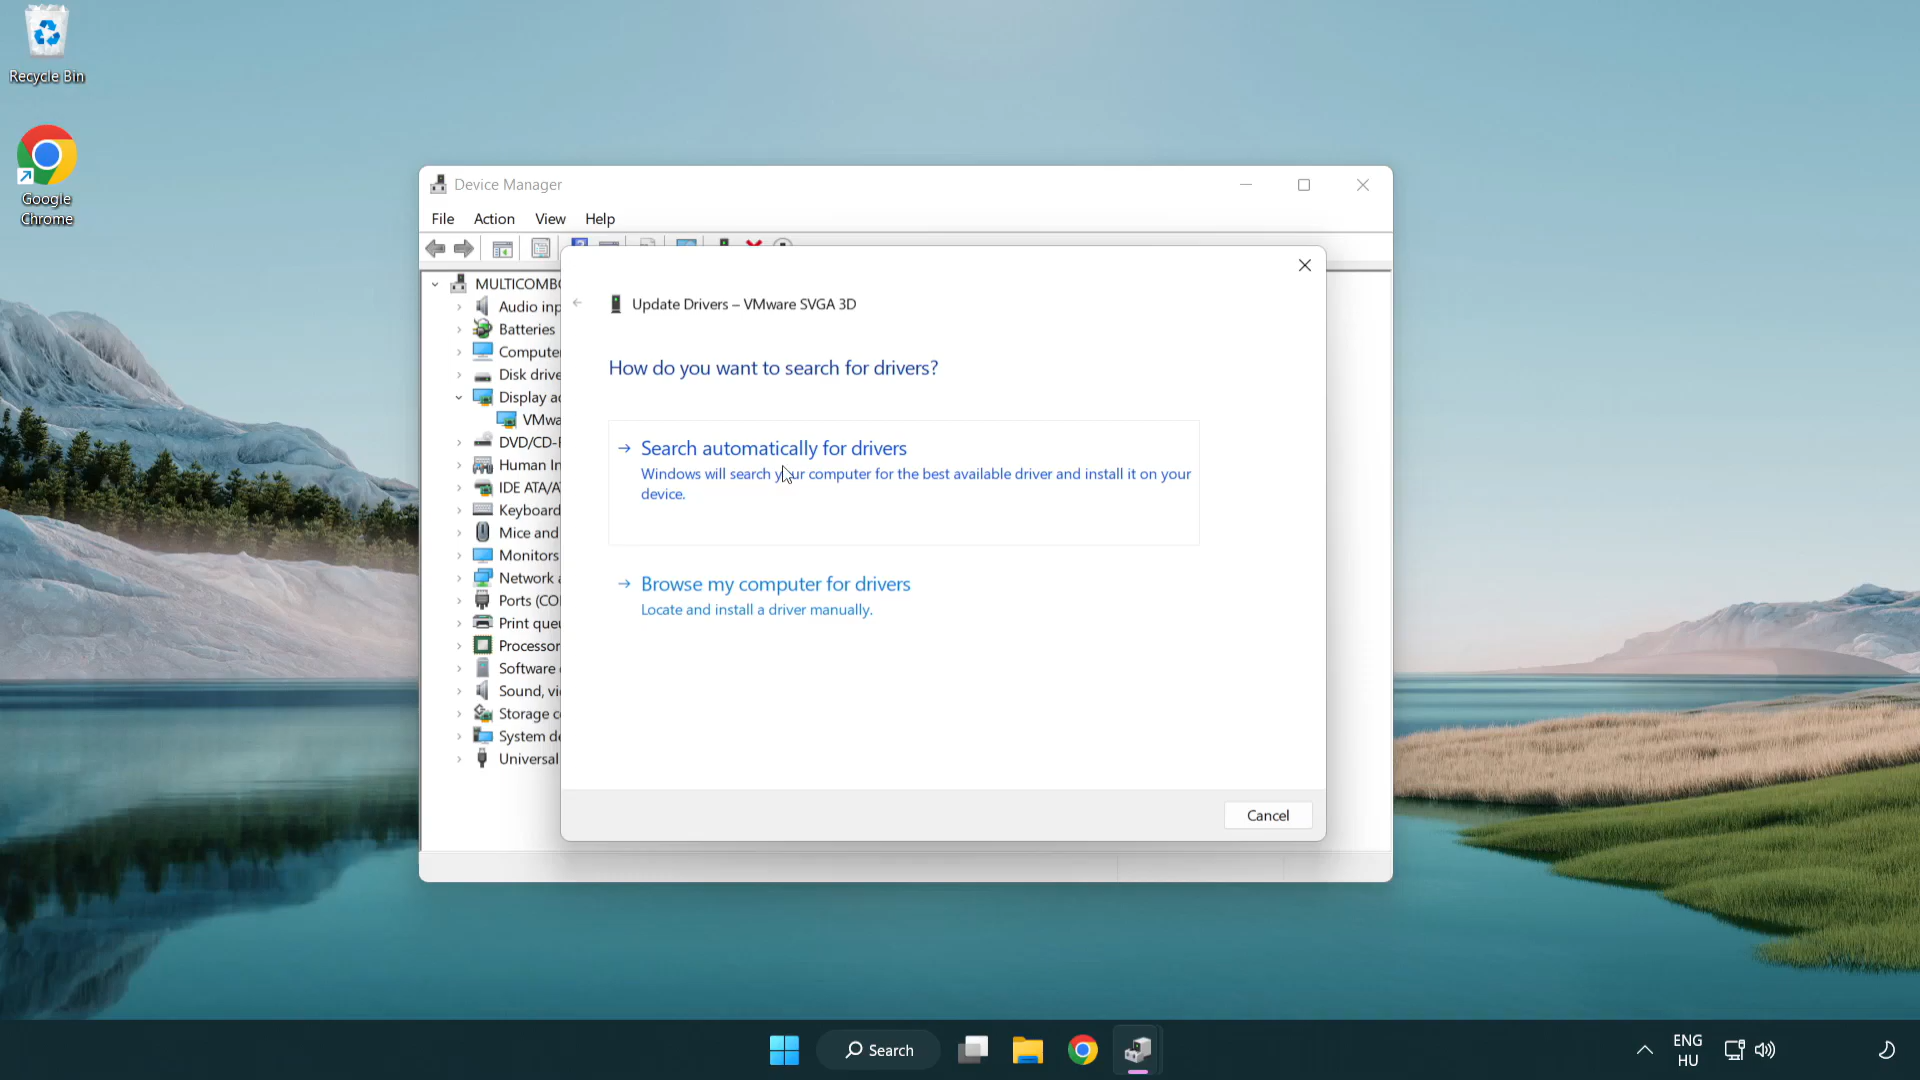 Recycle Bin
Google
Chrome
Device Manager
File Action View Help
MULTICOMBO
Audio inp
Batteries
Compute
Disk drive
Display a
VMwa
DVD/CD-
Human In
IDE ATA/A
Keyboard
Mice and
Monitors
Network a
Ports (CO
Print que
Processor
Software
Sound, vi
Storage c
System de
Universal
Update Drivers – VMware SVGA 3D
How do you want to search for drivers?
Search automatically for drivers
Windows will search your computer for the best available driver and install it on your
device.
Browse my computer for drivers
Locate and install a driver manually.
Cancel
Search
ENG
HU